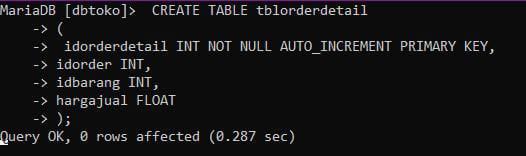 MariaDB [dbtoko]>  CREATE TABLE tblorderdetail
    -> (
    ->  idorderdetail INT NOT NULL AUTO_INCREMENT PRIMARY KEY,
    -> idorder INT,
    -> idbarang INT,
    -> hargajual FLOAT
    -> );
Query OK, 0 rows affected (0.287 sec)